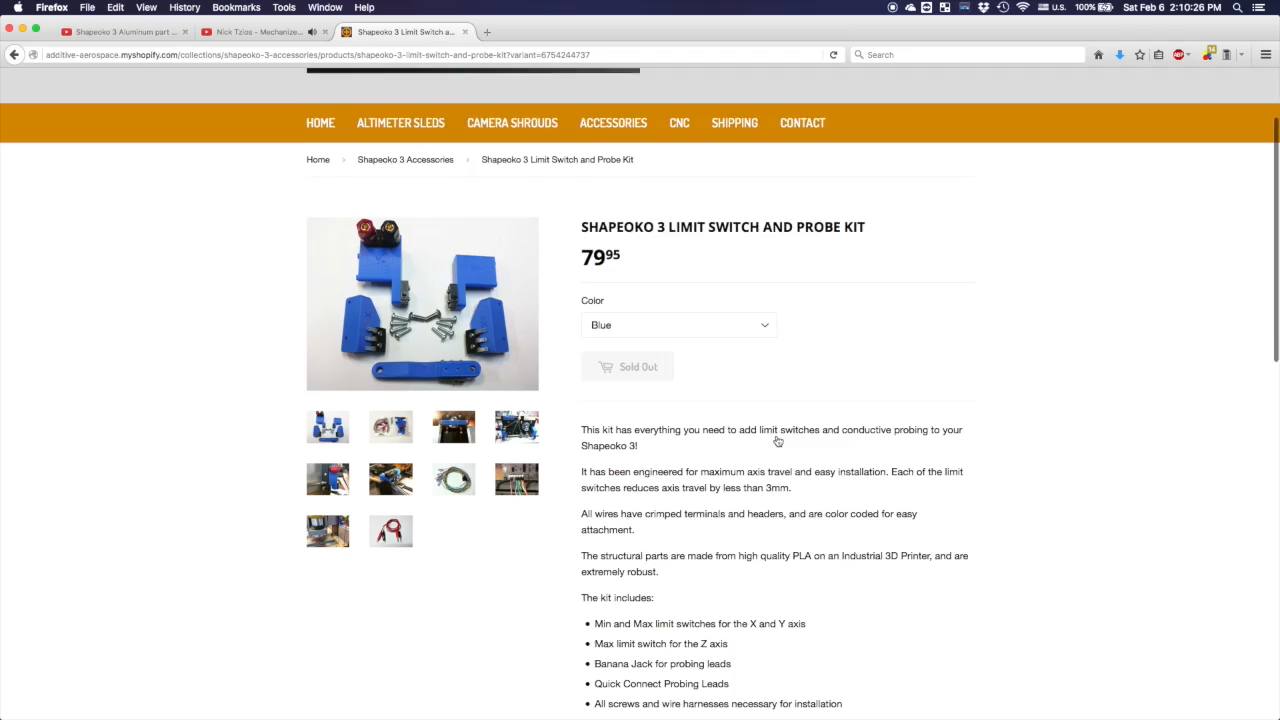 Firefox File Edit View History Bookmarks Tools Window Help
U.S. 100% Sat Feb 25 2:10:26 PM
Shapeoko 3 Aluminum part ...
Nick Tzios - Mechanize...
Shapeoko 3 Limit Switch a...
additive-aerospace.myshopify.com/collections/shapeoko-3-accessories/products/shapeoko-3-limit-switch-and-probe-kit?variant=6754244737
Search
14
HOME ALTIMETER SLEDS CAMERA SHROUDS ACCESSORIES CNC SHIPPING CONTACT
Home › Shapeoko 3 Accessories › Shapeoko 3 Limit Switch and Probe Kit
SHAPEOKO 3 LIMIT SWITCH AND PROBE KIT
79⁹⁵
Color
Blue
Sold Out
This kit has everything you need to add limit switches and conductive probing to your
Shapeoko 3!
It has been engineered for maximum axis travel and easy installation. Each of the limit
switches reduces axis travel by less than 3mm.
All wires have crimped terminals and headers, and are color coded for easy
attachment.
The structural parts are made from high quality PLA on an Industrial 3D Printer, and are
extremely robust.
The kit includes:
• Min and Max limit switches for the X and Y axis
• Max limit switch for the Z axis
• Banana Jack for probing leads
• Quick Connect Probing Leads
• All screws and wire harnesses necessary for installation